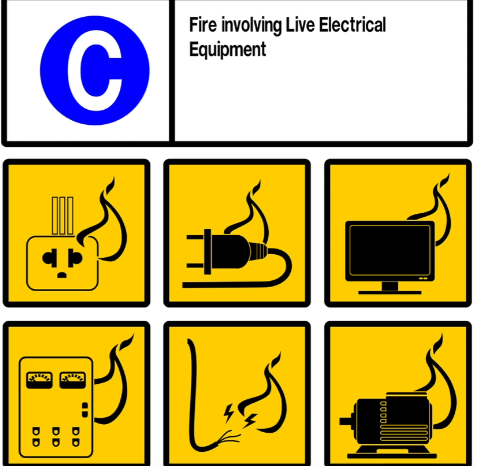 C
Fire involving Live Electrical
Equipment